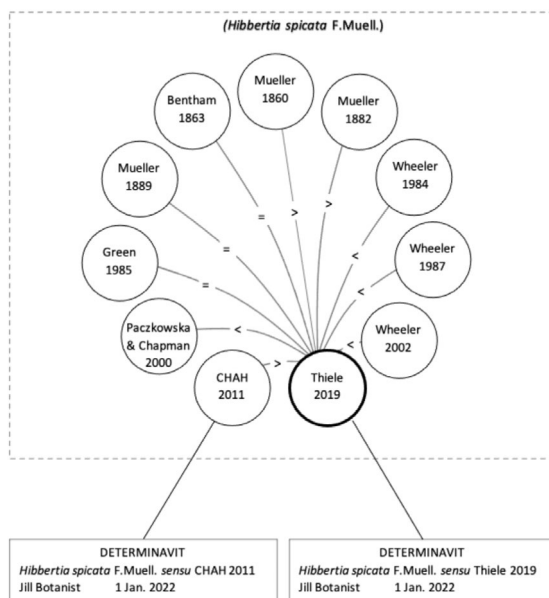 (Hibbertia spicata F.Muell.)
Mueller
1860
Bentham
1863
Mueller
1882
Mueller
1889
Wheeler
1984
Green
1985
Wheeler
1987
Paczkowska
& Chapman
2000
Wheeler
2002
CHAH
2011
Thiele
2019
=
>
>
=
<
=
<
<
<
>
DETERMINAVIT
Hibbertia spicata F.Muell. sensu CHAH 2011
Jill Botanist 1 Jan. 2022
DETERMINAVIT
Hibbertia spicata F.Muell. sensu Thiele 2019
Jill Botanist 1 Jan. 2022